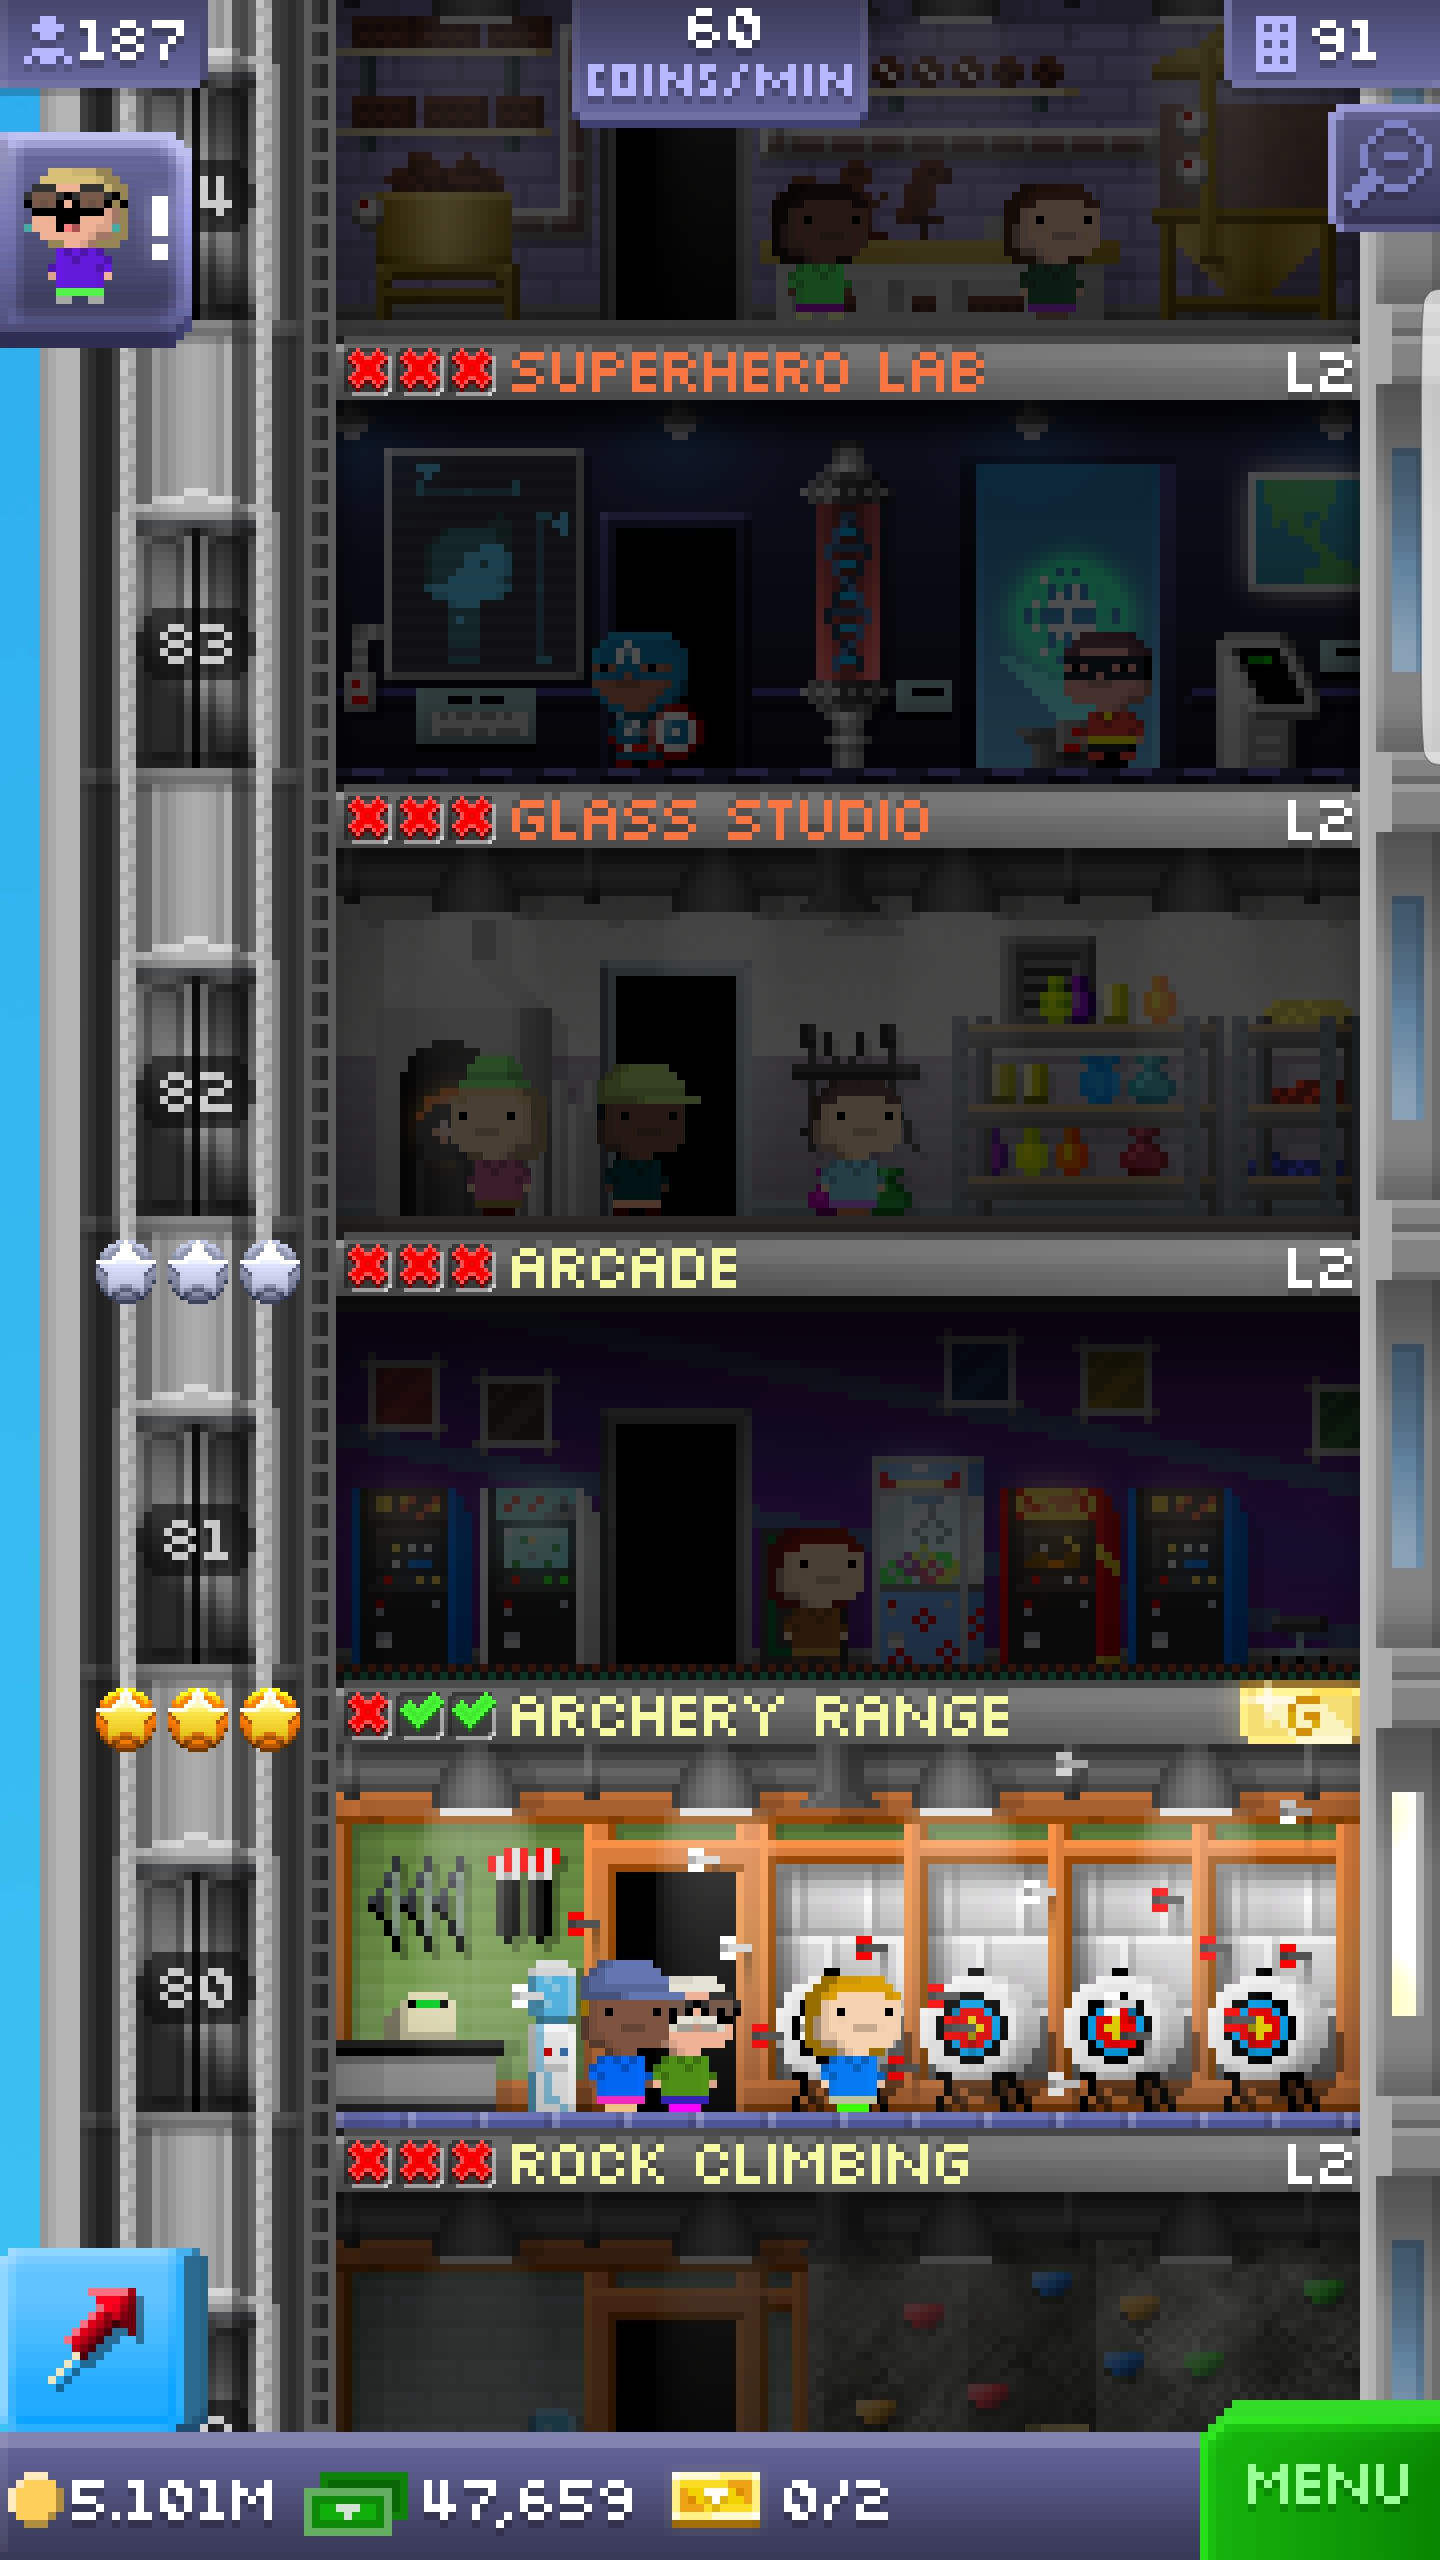 187
60
COINS/MIN
91
!
4
SUPERHERO LAB L2
83
GLASS STUDIO L2
82
ARCADE L2
81
ARCHERY RANGE G
80
ROCK CLIMBING L2
5.101M 47,659 0/2
MENU